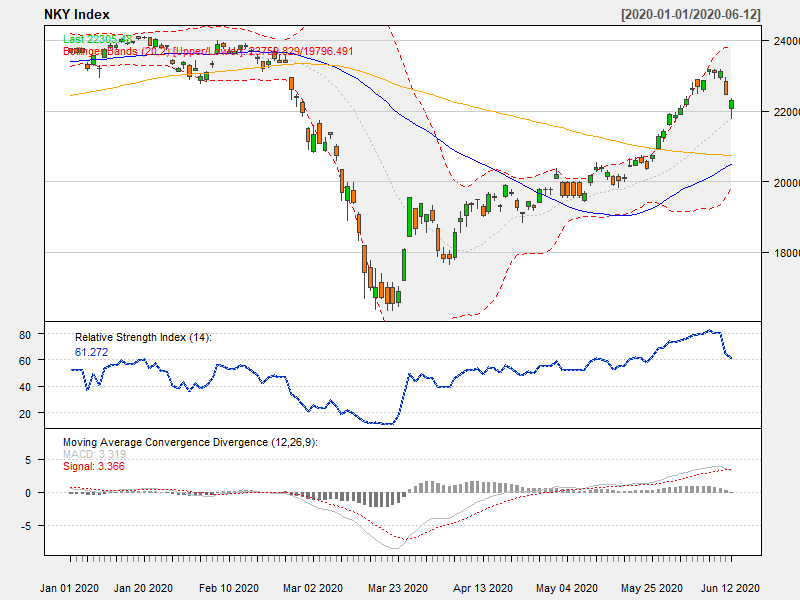 NKY Index [2020-01-01/2020-06-12]
Last 22305.48
Bollinger Bands (20,2) [Upper/Lower]: 23759.829/19796.491
24000
22000
20000
18000
Relative Strength Index (14):
61.272
80
60
40
20
Moving Average Convergence Divergence (12,26,9):
MACD: 3.319
Signal: 3.366
5
0
-5
Jan 01 2020 Jan 20 2020 Feb 10 2020 Mar 02 2020 Mar 23 2020 Apr 13 2020 May 04 2020 May 25 2020 Jun 12 2020